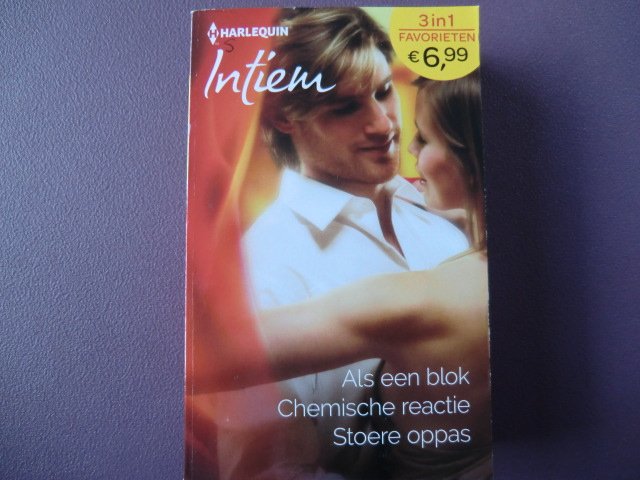 HARLEQUIN
Intiem
3 in 1
FAVORIETEN
€6,99
Als een blok
Chemische reactie
Stoere oppas